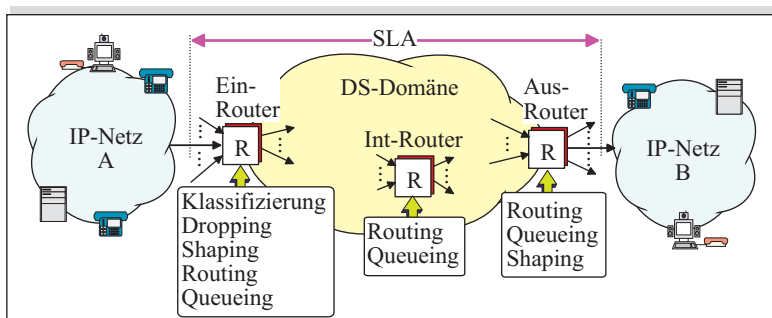 SLA
Ein-
Router
DS-Domäne
Aus-
Router
IP-Netz
A
R
Int-Router
R
R
IP-Netz
B
Klassifizierung
Dropping
Shaping
Routing
Queueing
Routing
Queueing
Routing
Queueing
Shaping